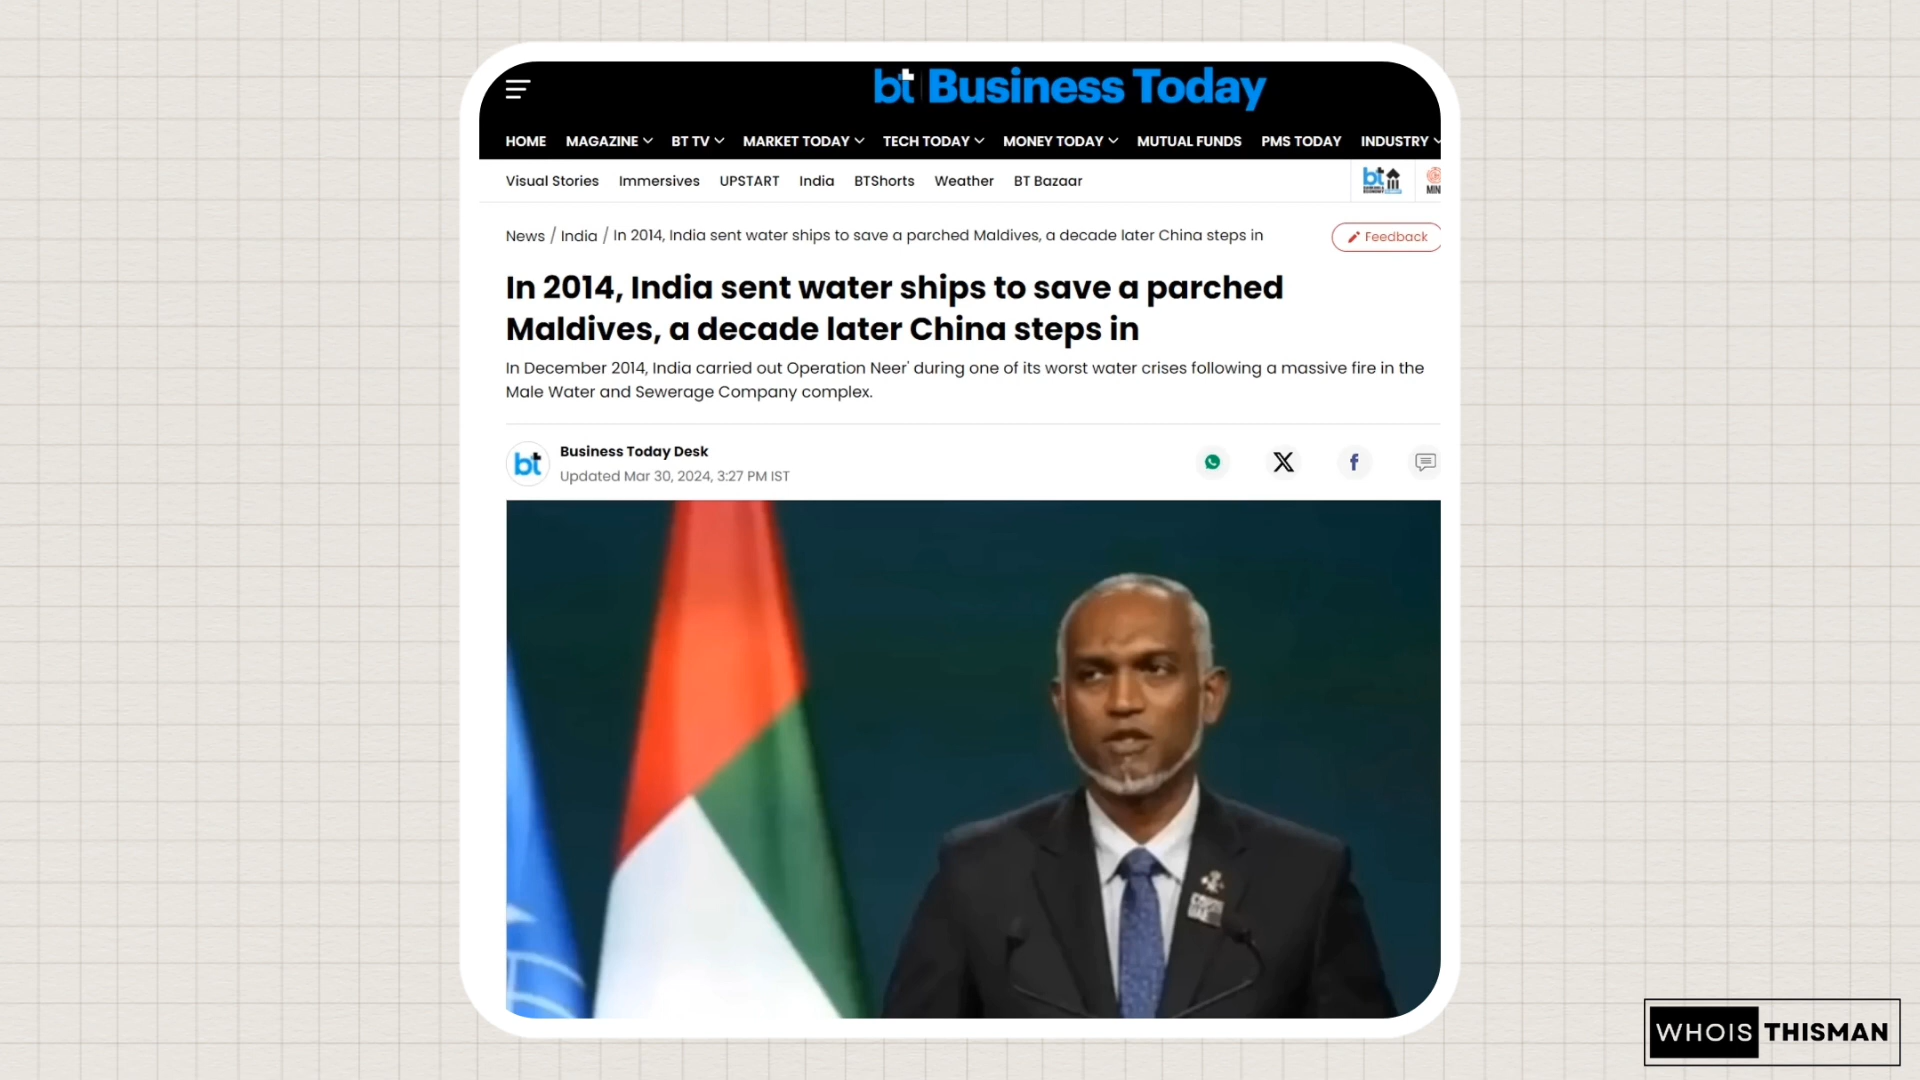 bt Business Today
HOME MAGAZINE BT TV MARKET TODAY TECH TODAY MONEY TODAY MUTUAL FUNDS PMS TODAY INDUSTRY
Visual Stories Immersives UPSTART India BTShorts Weather BT Bazaar
bt
MIN
News / India / In 2014, India sent water ships to save a parched Maldives, a decade later China steps in
Feedback
In 2014, India sent water ships to save a parched
Maldives, a decade later China steps in
In December 2014, India carried out Operation Neer' during one of its worst water crises following a massive fire in the
Male Water and Sewerage Company complex.
bt
Business Today Desk
Updated Mar 30, 2024, 3:27 PM IST
WHOIS THISMAN